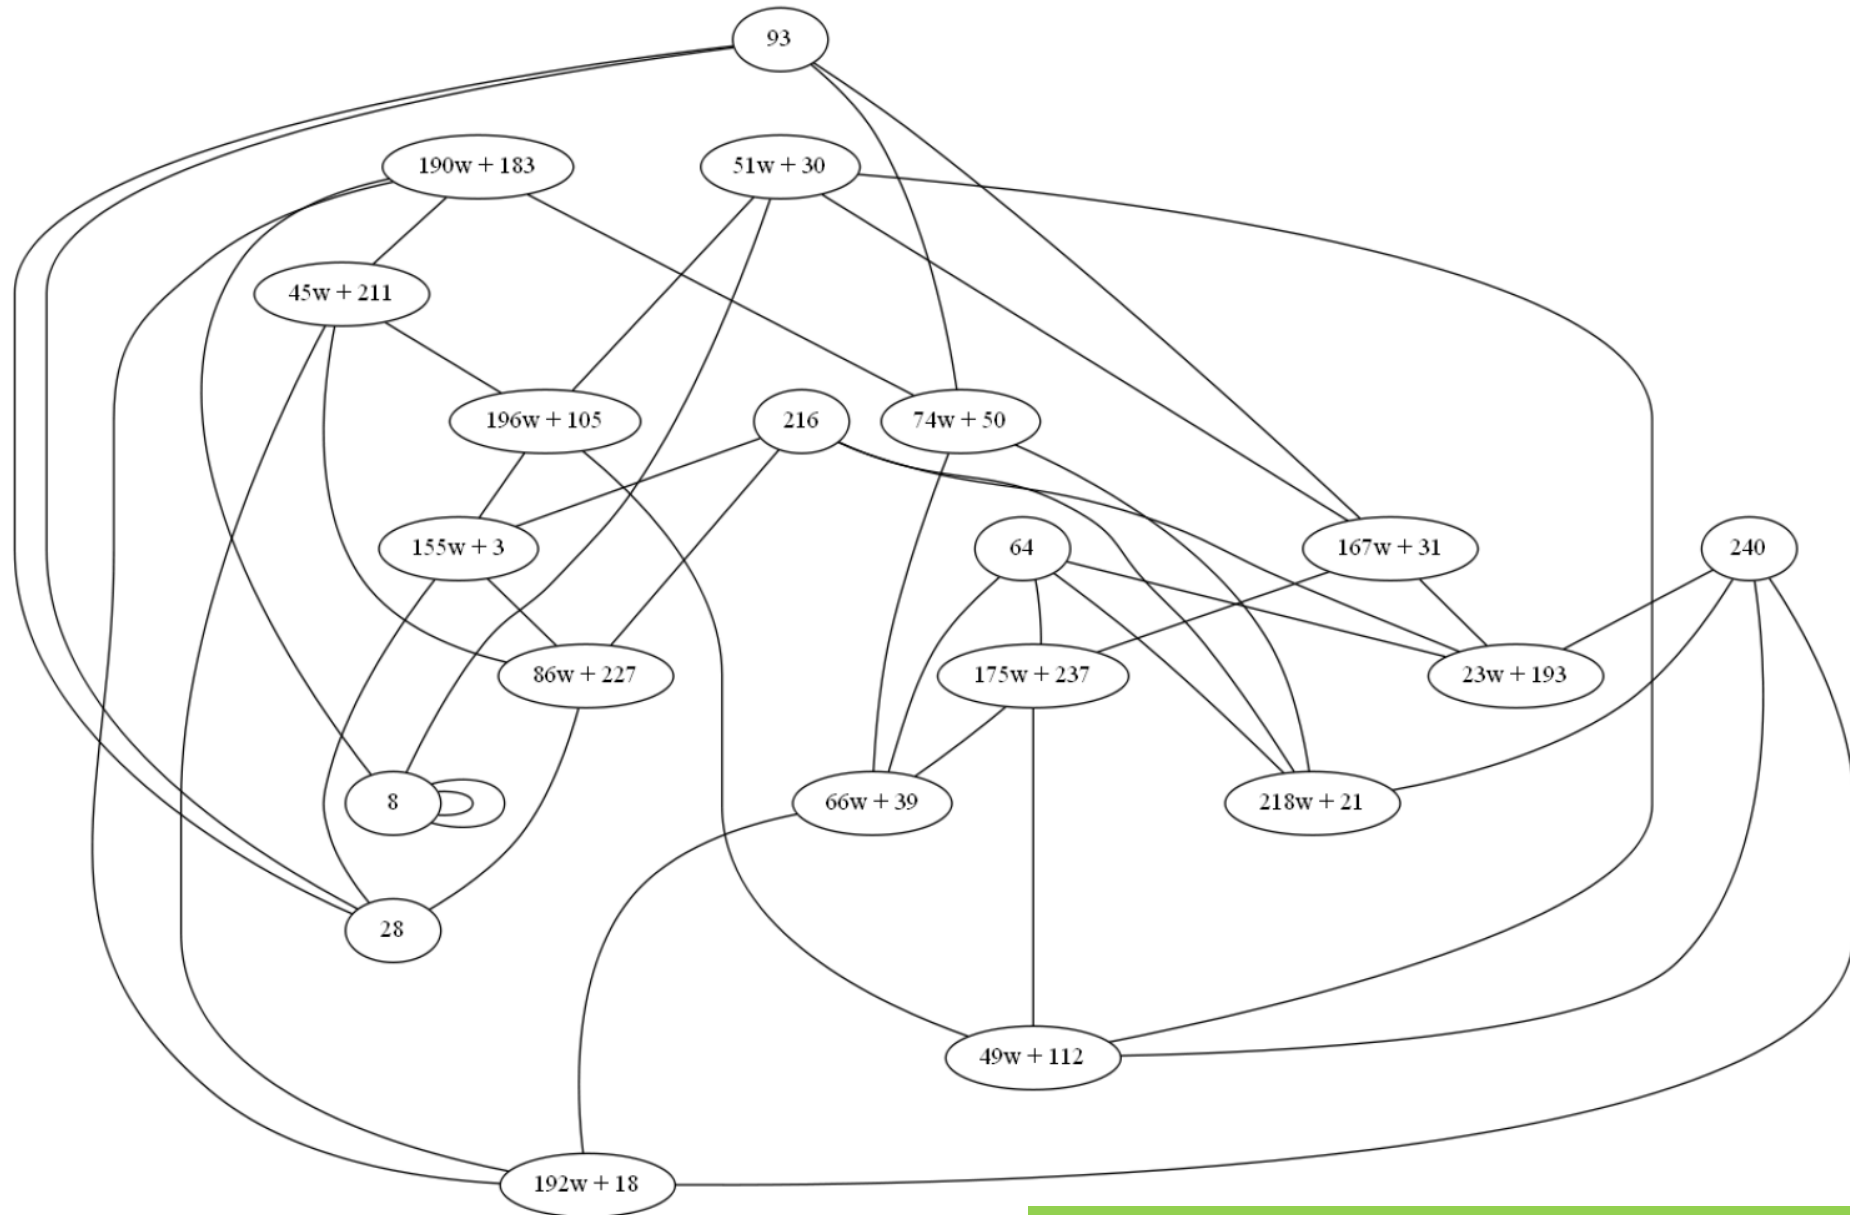 93
190w + 183
51w + 30
45w + 211
196w + 105
216
74w + 50
155w + 3
64
167w + 31
240
86w + 227
175w + 237
23w + 193
8
66w + 39
218w + 21
28
49w + 112
192w + 18